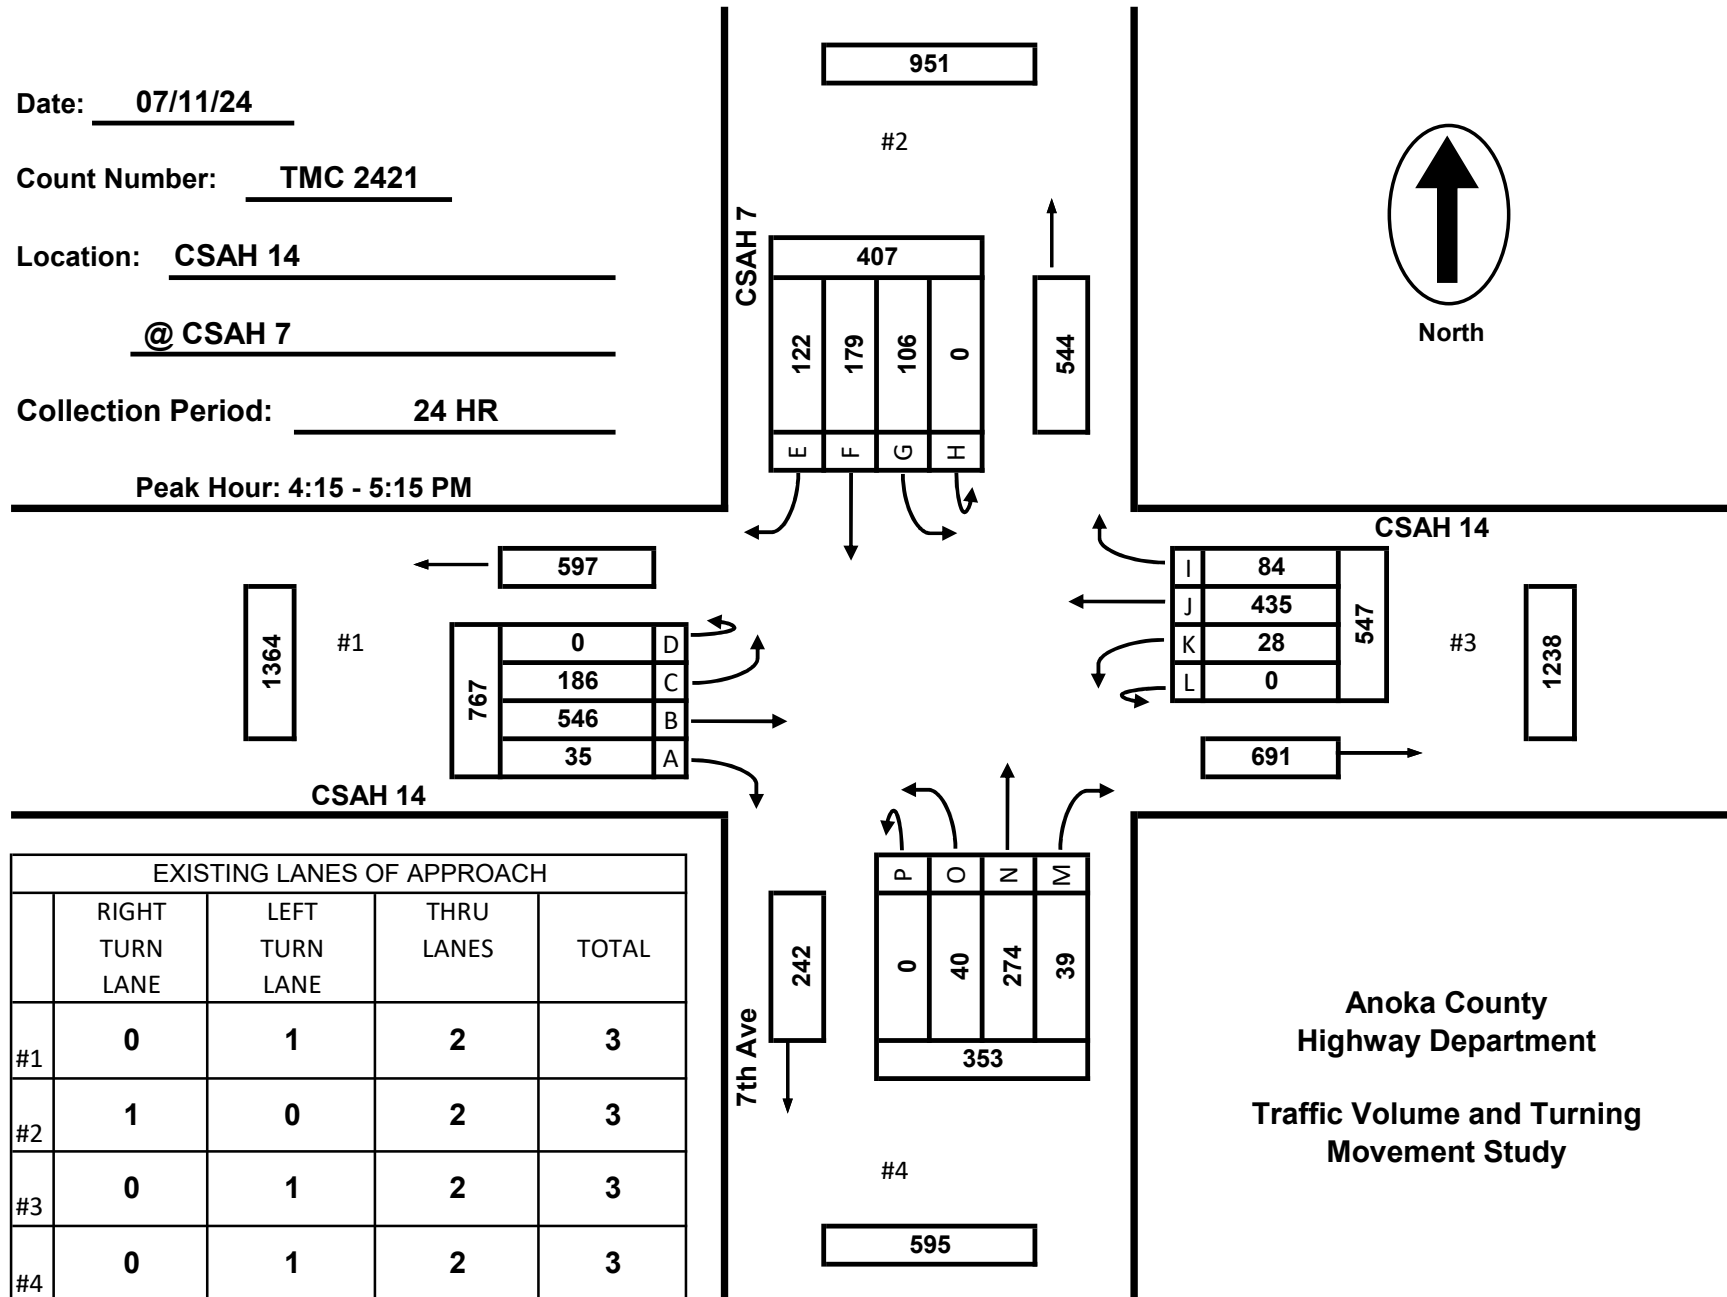 Date: 07/11/24
Count Number: TMC 2421
Location: CSAH 14
@ CSAH 7
Collection Period: 24 HR
Peak Hour: 4:15 - 5:15 PM
951
#2
CSAH 7
407
122 179 106 0
E F G H
544
North
CSAH 14
597
1364
#1
767
0 D
186 C
546 B
35 A
CSAH 14
I 84
J 435
K 28
L 0
547
#3
1238
691
P O N M
0 40 274 39
353
242
7th Ave
#4
595
EXISTING LANES OF APPROACH
RIGHT TURN LANE
LEFT TURN LANE
THRU LANES
TOTAL
#1 0 1 2 3
#2 1 0 2 3
#3 0 1 2 3
#4 0 1 2 3
Anoka County
Highway Department
Traffic Volume and Turning
Movement Study